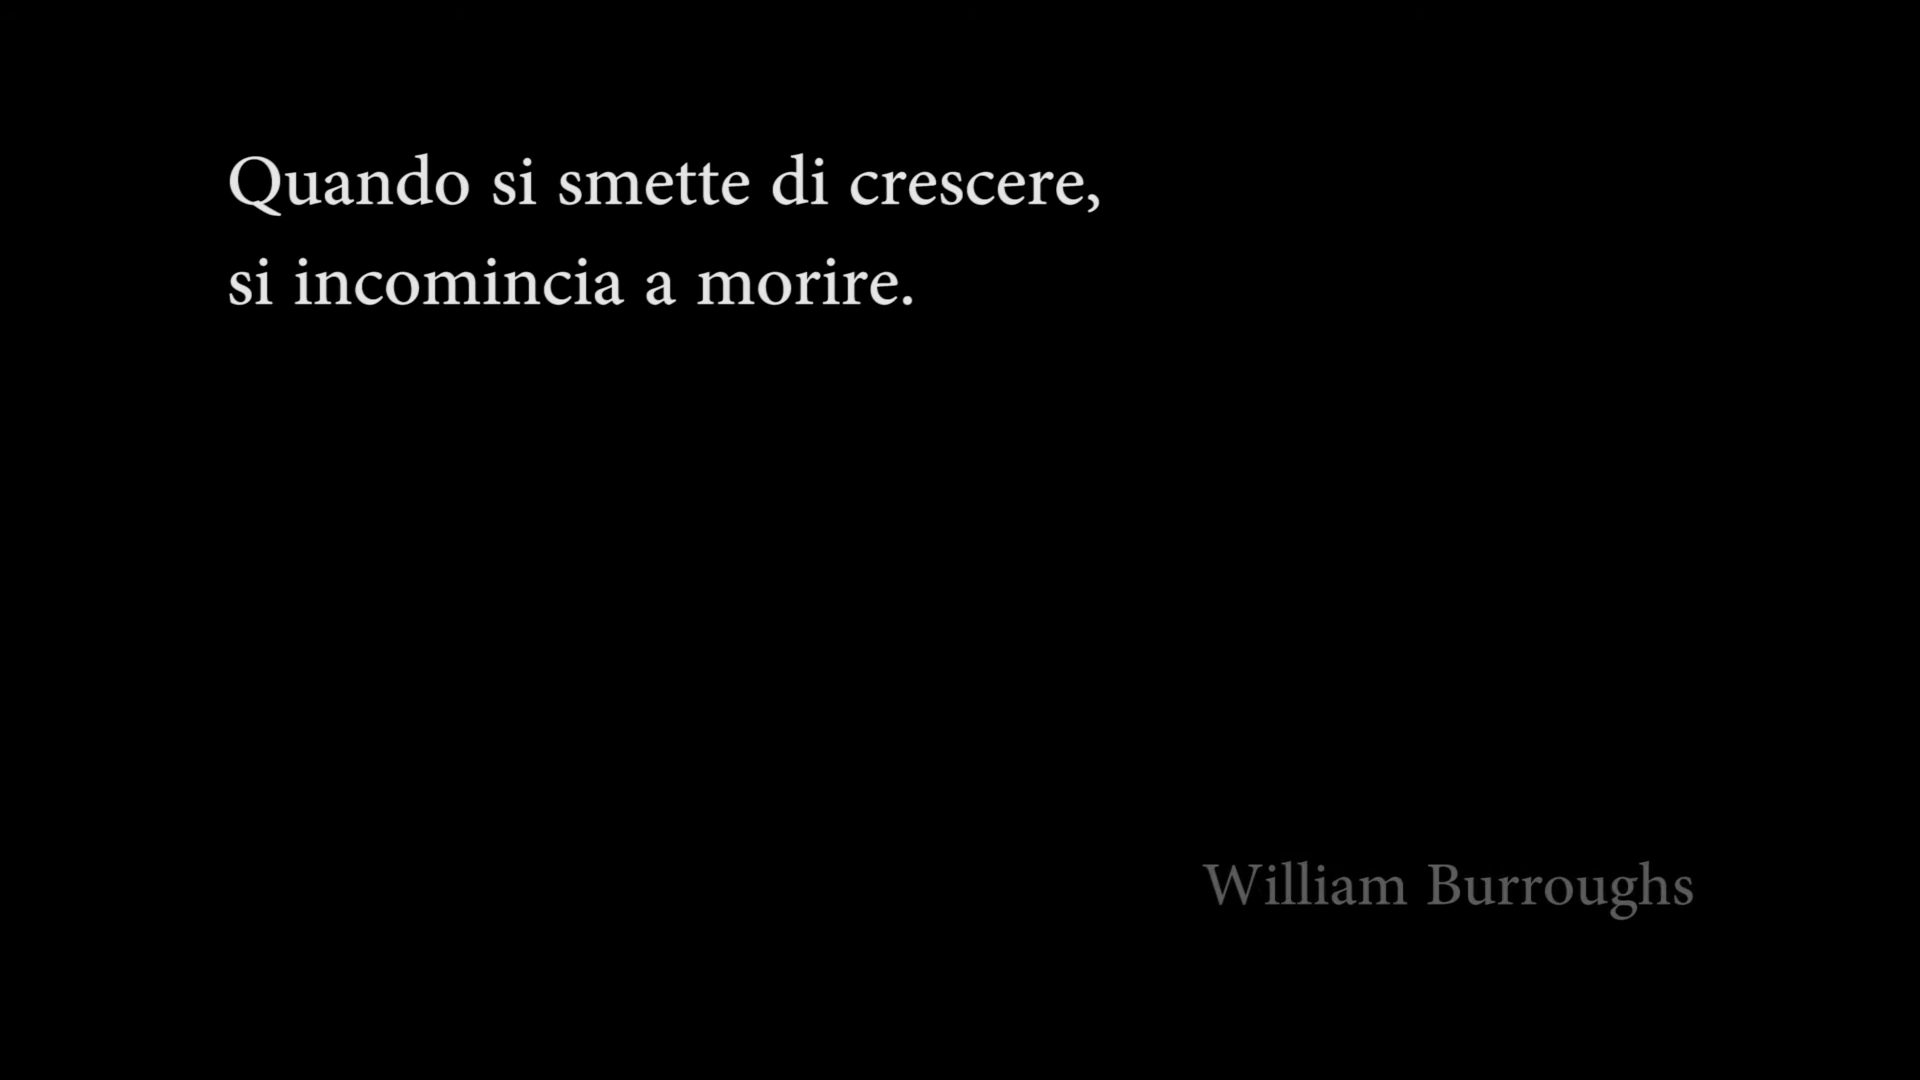 Quando si smette di crescere,
si incomincia a morire.
William Burroughs